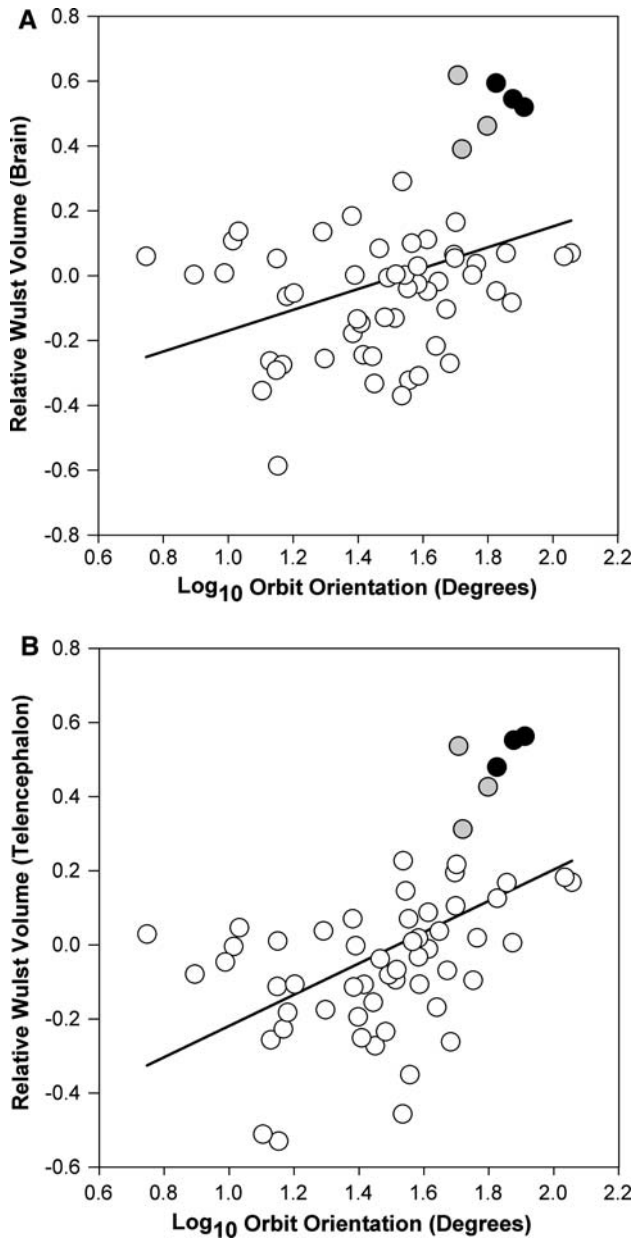 A
0.8
0.6
0.4
0.2
0.0
-0.2
-0.4
-0.6
-0.8
Relative Wulst Volume (Brain)
0.6 0.8 1.0 1.2 1.4 1.6 1.8 2.0 2.2
Log10 Orbit Orientation (Degrees)
B
0.8
0.6
0.4
0.2
0.0
-0.2
-0.4
-0.6
Relative Wulst Volume (Telencephalon)
0.6 0.8 1.0 1.2 1.4 1.6 1.8 2.0 2.2
Log10 Orbit Orientation (Degrees)